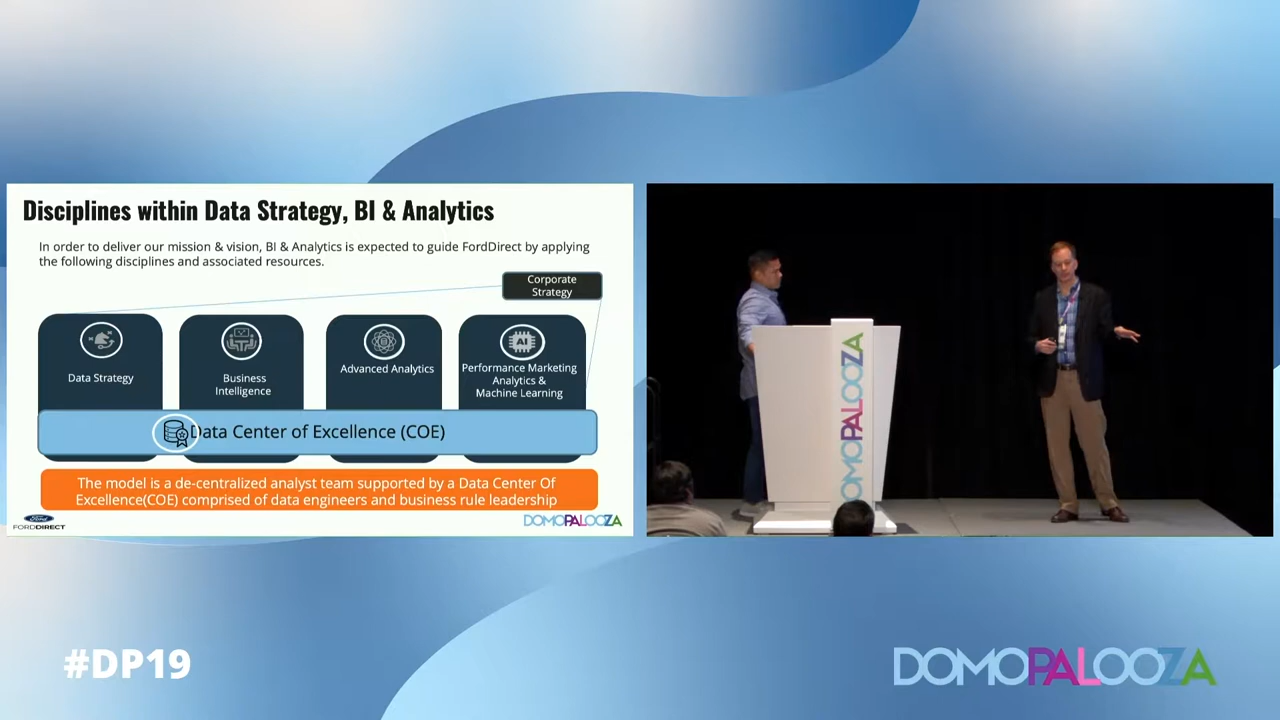 Disciplines within Data Strategy, BI & Analytics
In order to deliver our mission & vision, BI & Analytics is expected to guide FordDirect by applying
the following disciplines and associated resources.
Corporate
Strategy
Data Strategy
Business
Intelligence
Advanced Analytics
AI
Performance Marketing
Analytics &
Machine Learning
Data Center of Excellence (COE)
The model is a de-centralized analyst team supported by a Data Center Of
Excellence(COE) comprised of data engineers and business rule leadership
Ford
FORDDIRECT
DOMOPALOOZA
DOMOPALOOZA
#DP19
DOMOPALOOZA